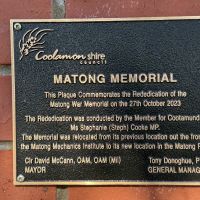 Coolamon shire
COUNCIL
MATONG MEMORIAL
This Plaque Commemorates the Rededication of the
Matong War Memorial on the 27th October 2023
The Rededication was conducted by the Member for Cootamund
Ms Stephanie (Steph) Cooke MP.
The Memorial was relocated from its previous location out the front
the Matong Mechanics Institute to its new location in the Matong
Clr David McCann, OAM, OAM (Mil)
Tony Donoghue, P
MAYOR
GENERAL MANAG